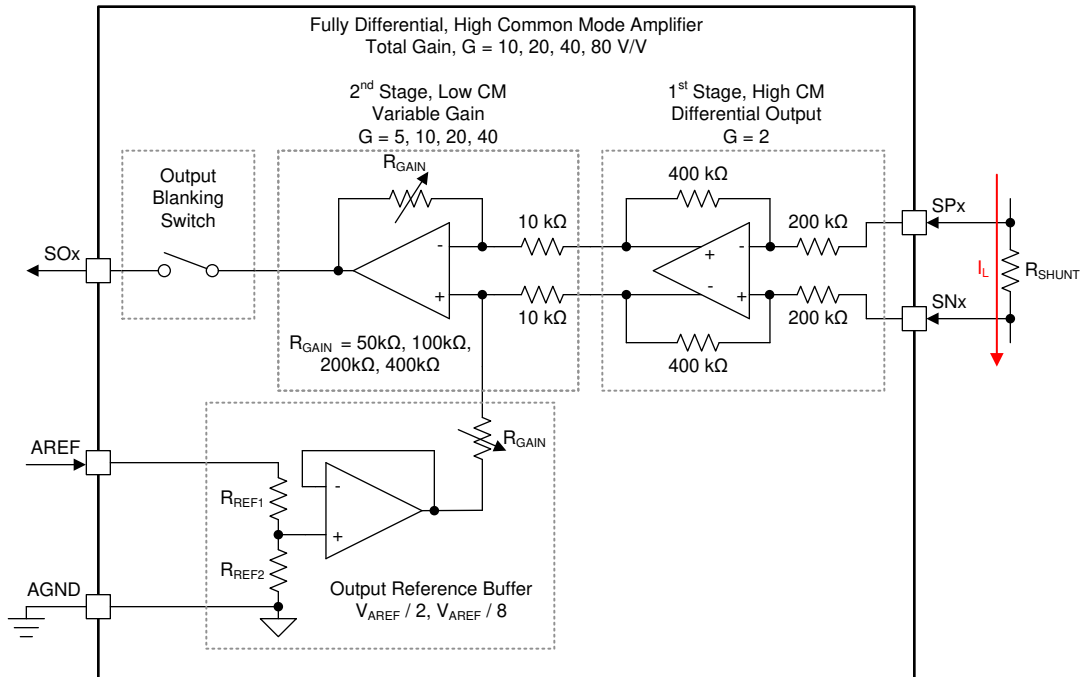 Fully Differential, High Common Mode Amplifier
Total Gain, G = 10, 20, 40, 80 V/V
2nd Stage, Low CM
Variable Gain
G = 5, 10, 20, 40
1st Stage, High CM
Differential Output
G = 2
Output
Blanking
Switch
RGAIN
400 kΩ
10 kΩ
200 kΩ
SPx
SOx
-
+
-
+
-
+
IL
RSHUNT
SNx
10 kΩ
200 kΩ
RGAIN = 50kΩ, 100kΩ,
200kΩ, 400kΩ
400 kΩ
AREF
RGAIN
RREF1
-
+
RREF2
AGND
Output Reference Buffer
VAREF / 2, VAREF / 8